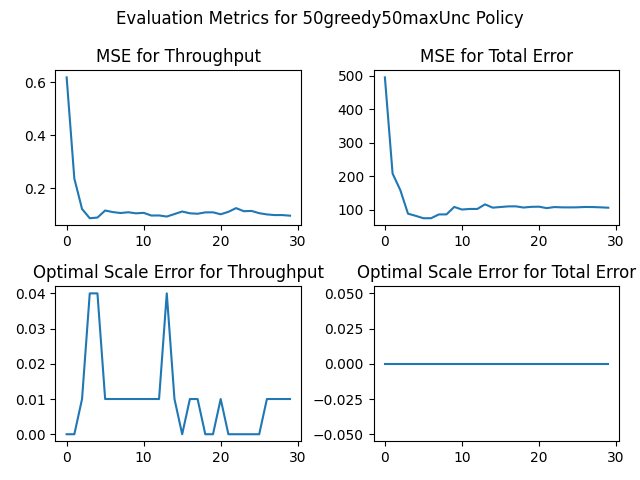 Evaluation Metrics for 50greedy50maxUnc Policy
MSE for Throughput
0.6
0.4
0.2
0 10 20 30
MSE for Total Error
500
400
300
200
100
0 10 20 30
Optimal Scale Error for Throughput
0.04
0.03
0.02
0.01
0.00
0 10 20 30
Optimal Scale Error for Total Error
0.050
0.025
0.000
−0.025
−0.050
0 10 20 30